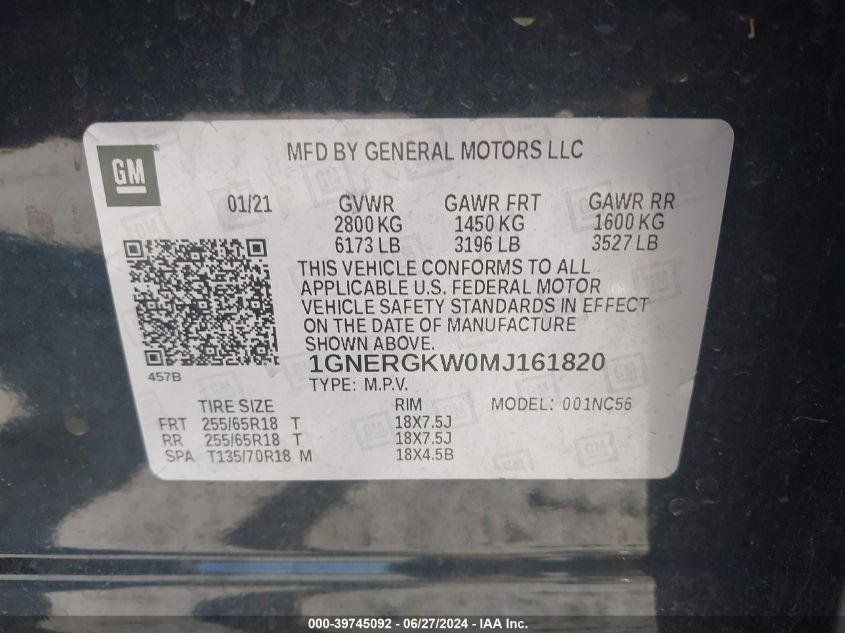 GM
MFD BY GENERAL MOTORS LLC
01/21 GVWR GAWR FRT GAWR RR
2800 KG 1450 KG 1600 KG
6173 LB 3196 LB 3527 LB
THIS VEHICLE CONFORMS TO ALL
APPLICABLE U.S. FEDERAL MOTOR
VEHICLE SAFETY STANDARDS IN EFFECT
ON THE DATE OF MANUFACTURE
SHOWN ABOVE.
1GNERGKW0MJ161820
457B
TYPE: M.P.V.
TIRE SIZE RIM MODEL: 001NC56
FRT 255/65R18 T 18X7.5J
RR 255/65R18 T 18X7.5J
SPA T135/70R18 M 18X4.5B
1-GO-39745092 / 06/27/2024 - IAA Inc.